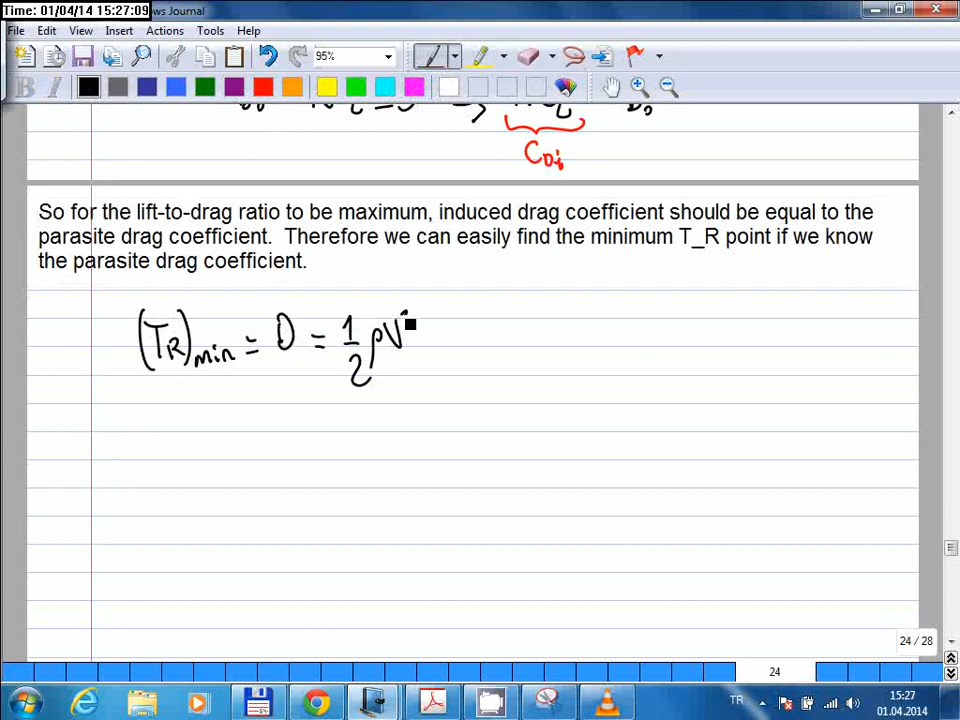 Time: 01/04/14 15:27:09
ows Journal
File Edit View Insert Actions Tools Help
95%
B I
C_Di
So for the lift-to-drag ratio to be maximum, induced drag coefficient should be equal to the
parasite drag coefficient. Therefore we can easily find the minimum T_R point if we know
the parasite drag coefficient.
(T_R)_min = D = 1/2 ρV
24 / 28
24
TR
15:27
01.04.2014